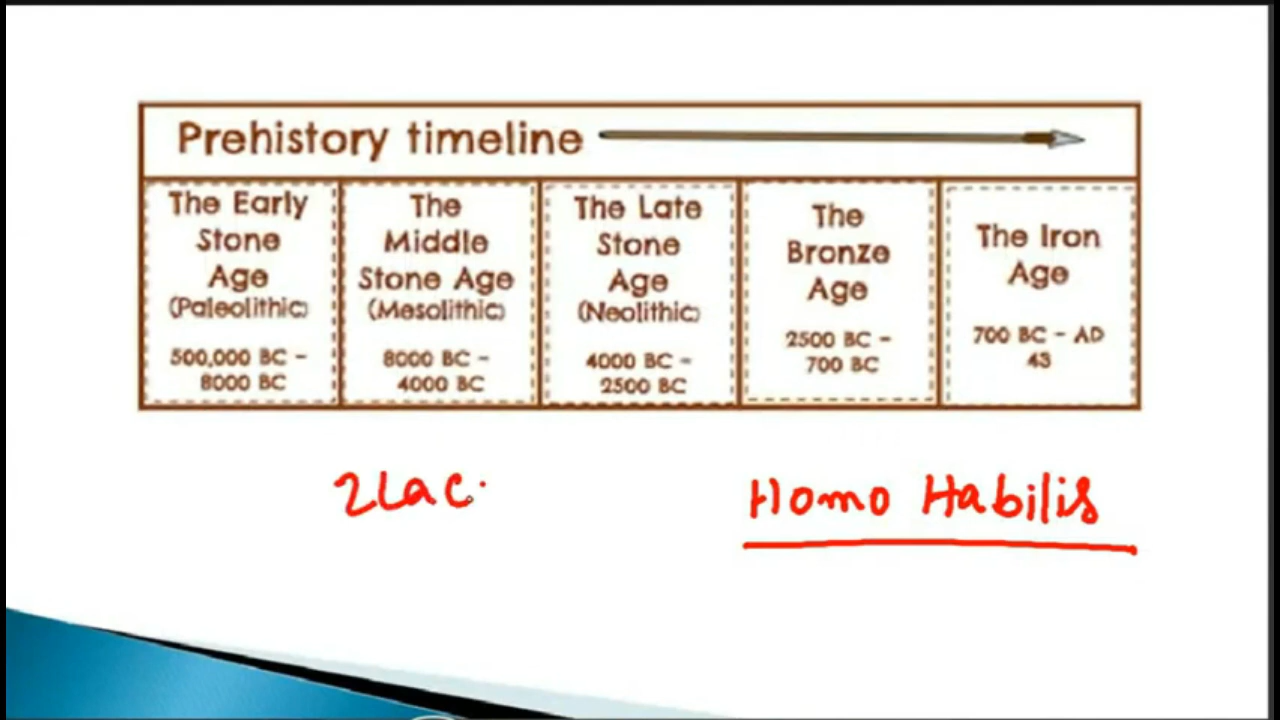 Prehistory timeline
The Early
Stone
Age
(Paleolithic)
500,000 BC -
8000 BC
The
Middle
Stone Age
(Mesolithic)
8000 BC -
4000 BC
The Late
Stone
Age
(Neolithic)
4000 BC -
2500 BC
The
Bronze
Age
2500 BC -
700 BC
The Iron
Age
700 BC - AD
43
2Lac.
Homo Habilis